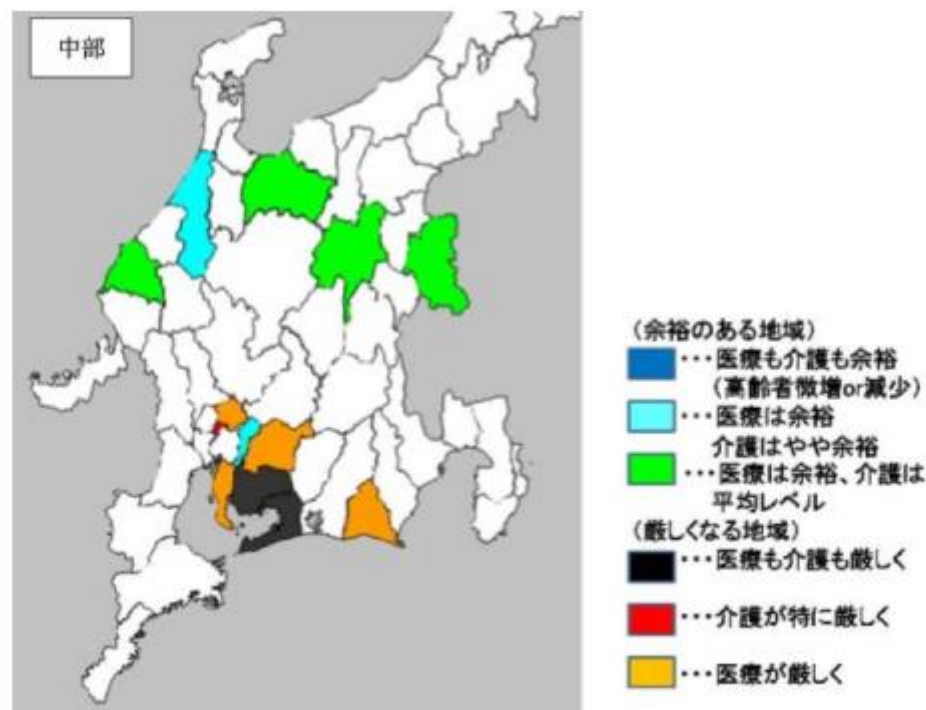 中部
（余裕のある地域）
･･･医療も介護も余裕
（高齢者微増or減少）
･･･医療は余裕
介護はやや余裕
･･･医療は余裕、介護は
平均レベル
（厳しくなる地域）
･･･医療も介護も厳しく
･･･介護が特に厳しく
･･･医療が厳しく